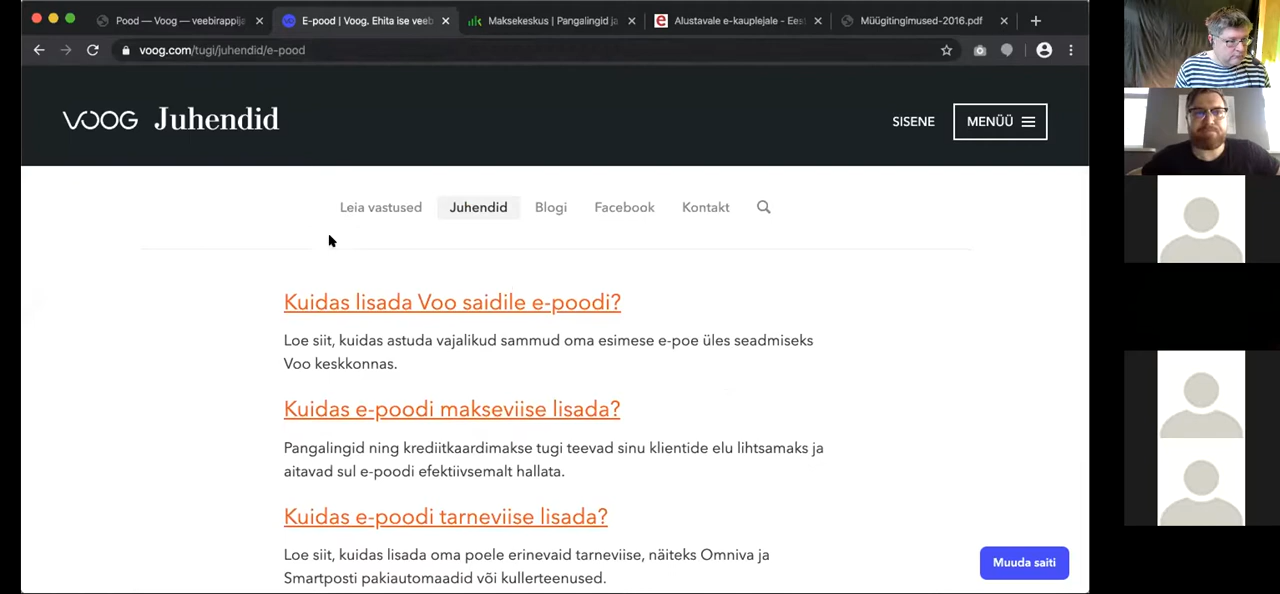 Pood — Voog — veebirappija
E-pood | Voog. Ehita ise veeb
Maksekeskus | Pangalingid ja
Alustavale e-kauplejale - Ees
Müügitingimused-2016.pdf
voog.com/tugi/juhendid/e-pood
VOOG Juhendid
SISENE
MENÜÜ
Leia vastused
Juhendid
Blogi
Facebook
Kontakt
Kuidas lisada Voo saidile e-poodi?
Loe siit, kuidas astuda vajalikud sammud oma esimese e-poe üles seadmiseks
Voo keskkonnas.
Kuidas e-poodi makseviise lisada?
Pangalingid ning krediitkaardimakse tugi teevad sinu klientide elu lihtsamaks ja
aitavad sul e-poodi efektiivsemalt hallata.
Kuidas e-poodi tarneviise lisada?
Loe siit, kuidas lisada oma poele erinevaid tarneviise, näiteks Omniva ja
Smartposti pakiautomaadid või kullerteenused.
Muuda saiti